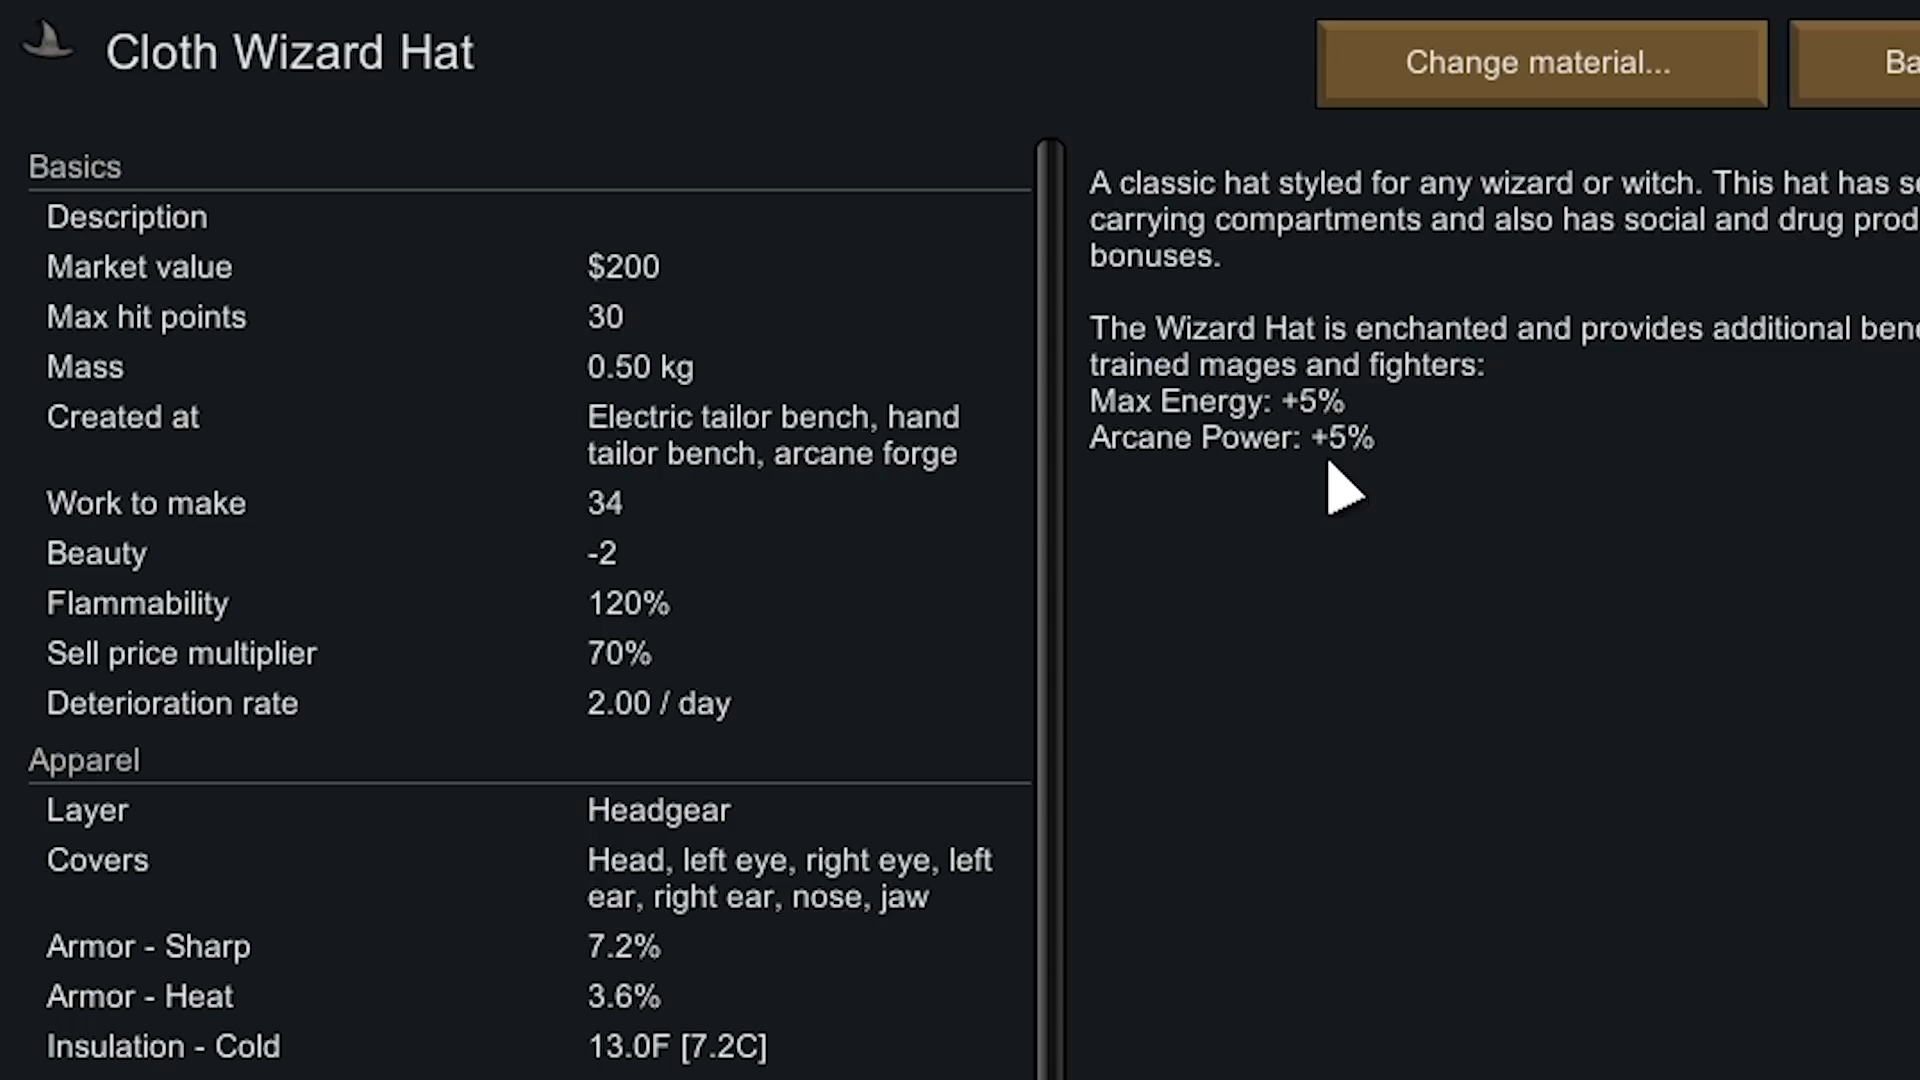 Cloth Wizard Hat
Change material...
Basics
Description
Market value $200
Max hit points 30
Mass 0.50 kg
Created at Electric tailor bench, hand
tailor bench, arcane forge
Work to make 34
Beauty -2
Flammability 120%
Sell price multiplier 70%
Deterioration rate 2.00 / day
Apparel
Layer Headgear
Covers Head, left eye, right eye, left
ear, right ear, nose, jaw
Armor - Sharp 7.2%
Armor - Heat 3.6%
Insulation - Cold 13.0F [7.2C]
A classic hat styled for any wizard or witch. This hat has
carrying compartments and also has social and drug
bonuses.
The Wizard Hat is enchanted and provides additional
trained mages and fighters:
Max Energy: +5%
Arcane Power: +5%